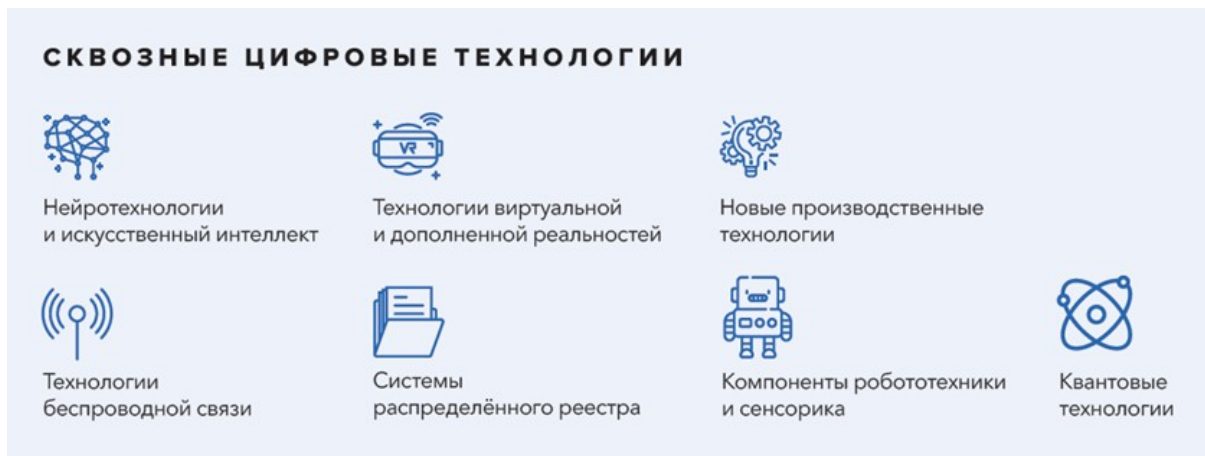 СКВОЗНЫЕ ЦИФРОВЫЕ ТЕХНОЛОГИИ
Нейротехнологии
и искусственный интеллект
VR
Технологии виртуальной
и дополненной реальностей
Новые производственные
технологии
Технологии
беспроводной связи
Системы
распределённого реестра
Компоненты робототехники
и сенсорика
Квантовые
технологии